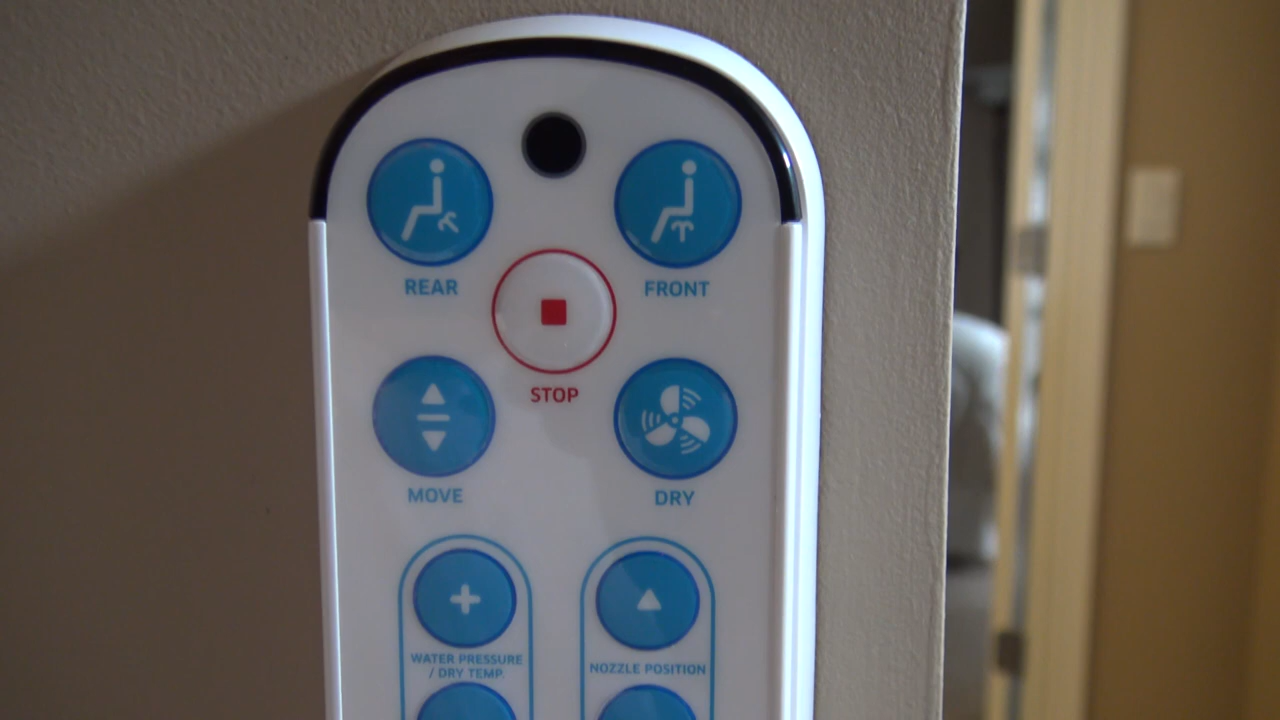 REAR
FRONT
STOP
MOVE
DRY
WATER PRESSURE
/ DRY TEMP.
NOZZLE POSITION